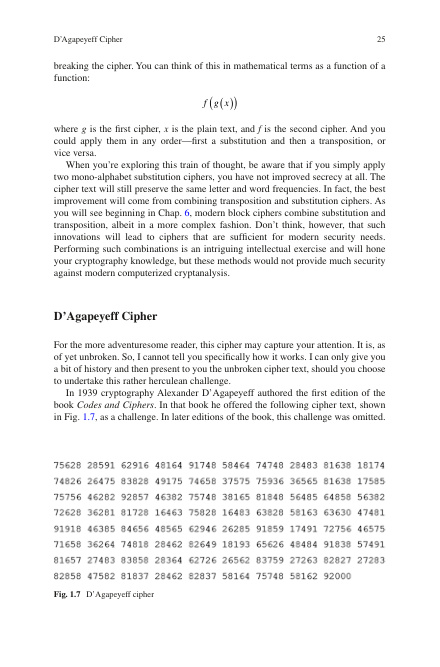 D'Agapeyeff Cipher 25
breaking the cipher. You can think of this in mathematical terms as a function of a
function:
f(g(x))
where g is the first cipher, x is the plain text, and f is the second cipher. And you
could apply them in any order—first a substitution and then a transposition, or
vice versa.
When you're exploring this train of thought, be aware that if you simply apply
two mono-alphabet substitution ciphers, you have not improved secrecy at all. The
cipher text will still preserve the same letter and word frequencies. In fact, the best
improvement will come from combining transposition and substitution ciphers. As
you will see beginning in Chap. 6, modern block ciphers combine substitution and
transposition, albeit in a more complex fashion. Don't think, however, that such
innovations will lead to ciphers that are sufficient for modern security needs.
Performing such combinations is an intriguing intellectual exercise and will hone
your cryptography knowledge, but these methods would not provide much security
against modern computerized cryptanalysis.
D'Agapeyeff Cipher
For the more adventuresome reader, this cipher may capture your attention. It is, as
of yet unbroken. So, I cannot tell you specifically how it works. I can only give you
a bit of history and then present to you the unbroken cipher text, should you choose
to undertake this rather herculean challenge.
In 1939 cryptography Alexander D'Agapeyeff authored the first edition of the
book Codes and Ciphers. In that book he offered the following cipher text, shown
in Fig. 1.7, as a challenge. In later editions of the book, this challenge was omitted.
75628 28591 62916 48164 91748 58464 74748 28483 81638 18174
74826 26475 83828 49175 74658 37575 75936 36565 81638 17585
75756 46282 92857 46382 75748 38165 81848 56485 64858 56382
72628 36281 81728 16463 75828 16483 63828 58163 63630 47481
91918 46385 84656 48565 62946 26285 91859 17491 72756 46575
71658 36264 74818 28462 82649 18193 65626 48484 91838 57491
81657 27483 83858 28364 62726 26562 83759 27263 82827 27283
82858 47582 81837 28462 82837 58164 75748 58162 92000
Fig. 1.7 D'Agapeyeff cipher